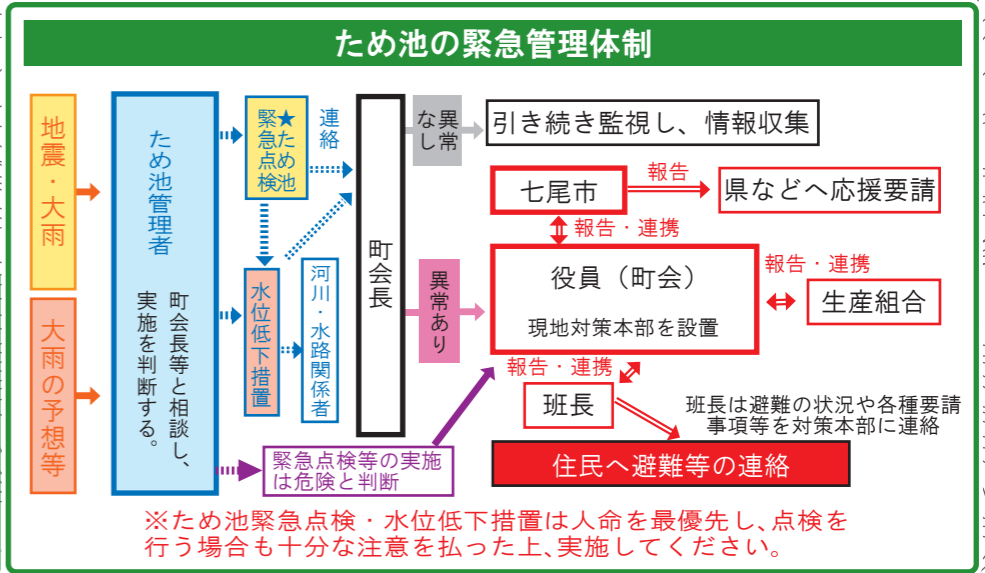 ため池の緊急管理体制
地震・大雨
大雨の予想等
ため池管理者
町会長等と相談し、
実施を判断する。
★ため池
緊急点検
連絡
水位低下措置
河川・水路関係者
緊急点検等の実施
は危険と判断
町会長
異常
なし
引き続き監視し、情報収集
異常あり
七尾市
報告
県などへ応援要請
報告・連携
役員（町会）
現地対策本部を設置
報告・連携
生産組合
報告・連携
班長
班長は避難の状況や各種要請
事項等を対策本部に連絡
住民へ避難等の連絡
※ため池緊急点検・水位低下措置は人命を最優先し、点検を
行う場合も十分な注意を払った上、実施してください。